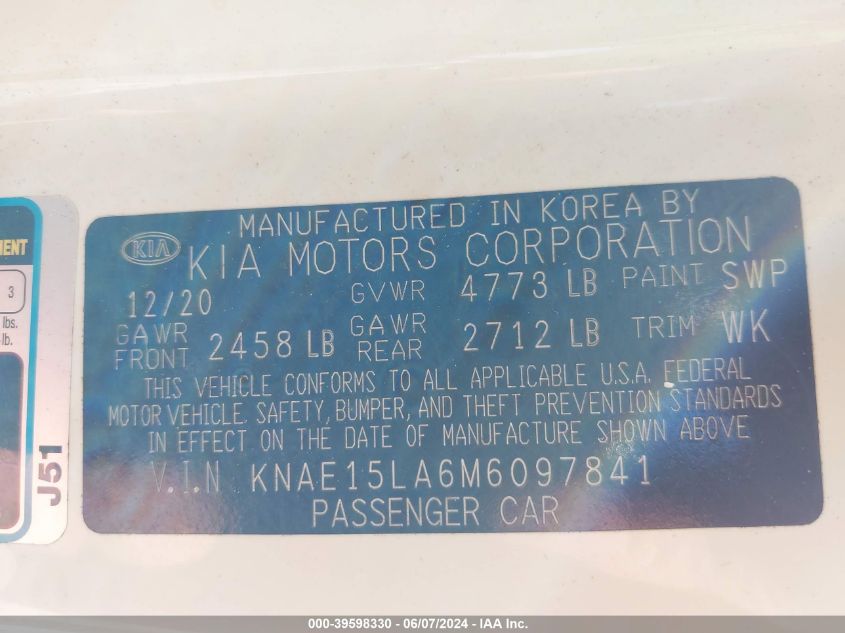 MANUFACTURED IN KOREA BY
KIA KIA MOTORS CORPORATION
12/20 GVWR 4773 LB PAINT SWP
GAWR FRONT 2458 LB GAWR REAR 2712 LB TRIM WK
THIS VEHICLE CONFORMS TO ALL APPLICABLE U.S.A. FEDERAL
MOTOR VEHICLE SAFETY, BUMPER, AND THEFT PREVENTION STANDARDS
IN EFFECT ON THE DATE OF MANUFACTURE SHOWN ABOVE
V.I.N KNAE15LA6M6097841
PASSENGER CAR
3
lbs.
lb.
J51
000-39598330 - 06/07/2024 - IAA Inc.